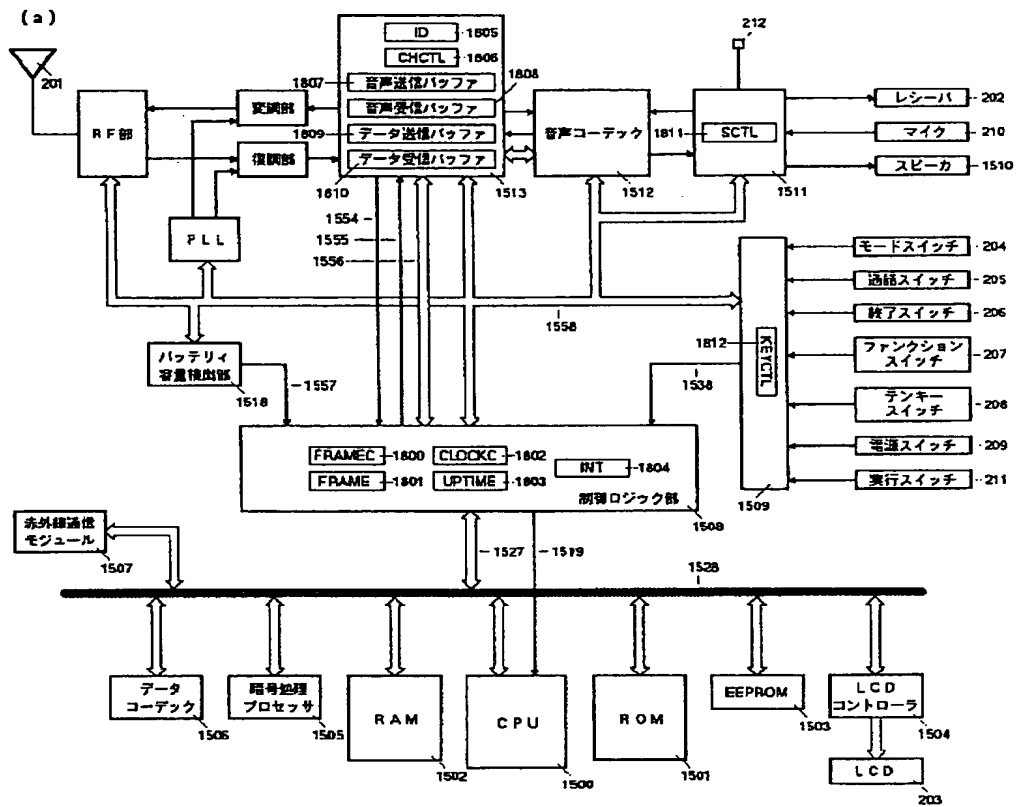 (a)
212
ID
1805
CHCTL
1806
1807
音声送信バッファ
1808
音声受信バッファ
1809
データ送信バッファ
1810
データ受信バッファ
1513
201
RF部
変調部
復調部
PLL
音声コーデック
1512
1811
SCTL
1511
レシーバ
202
マイク
210
スピーカ
1510
1554
1555
1556
1558
モードスイッチ
204
通話スイッチ
205
終了スイッチ
206
ファンクション
スイッチ
207
テンキー
スイッチ
208
電源スイッチ
209
実行スイッチ
211
1812
KEYCTL
1509
1538
バッテリィ
容量検出部
1518
1557
FRAMEC
1800
CLOCKC
1802
FRAME
1801
UPTIME
1803
INT
1804
制御ロジック部
1508
赤外線通信
モジュール
1507
1527
1519
1528
データ
コーデック
1506
暗号処理
プロセッサ
1505
RAM
1502
CPU
1500
ROM
1501
EEPROM
1503
LCD
コントローラ
1504
LCD
203